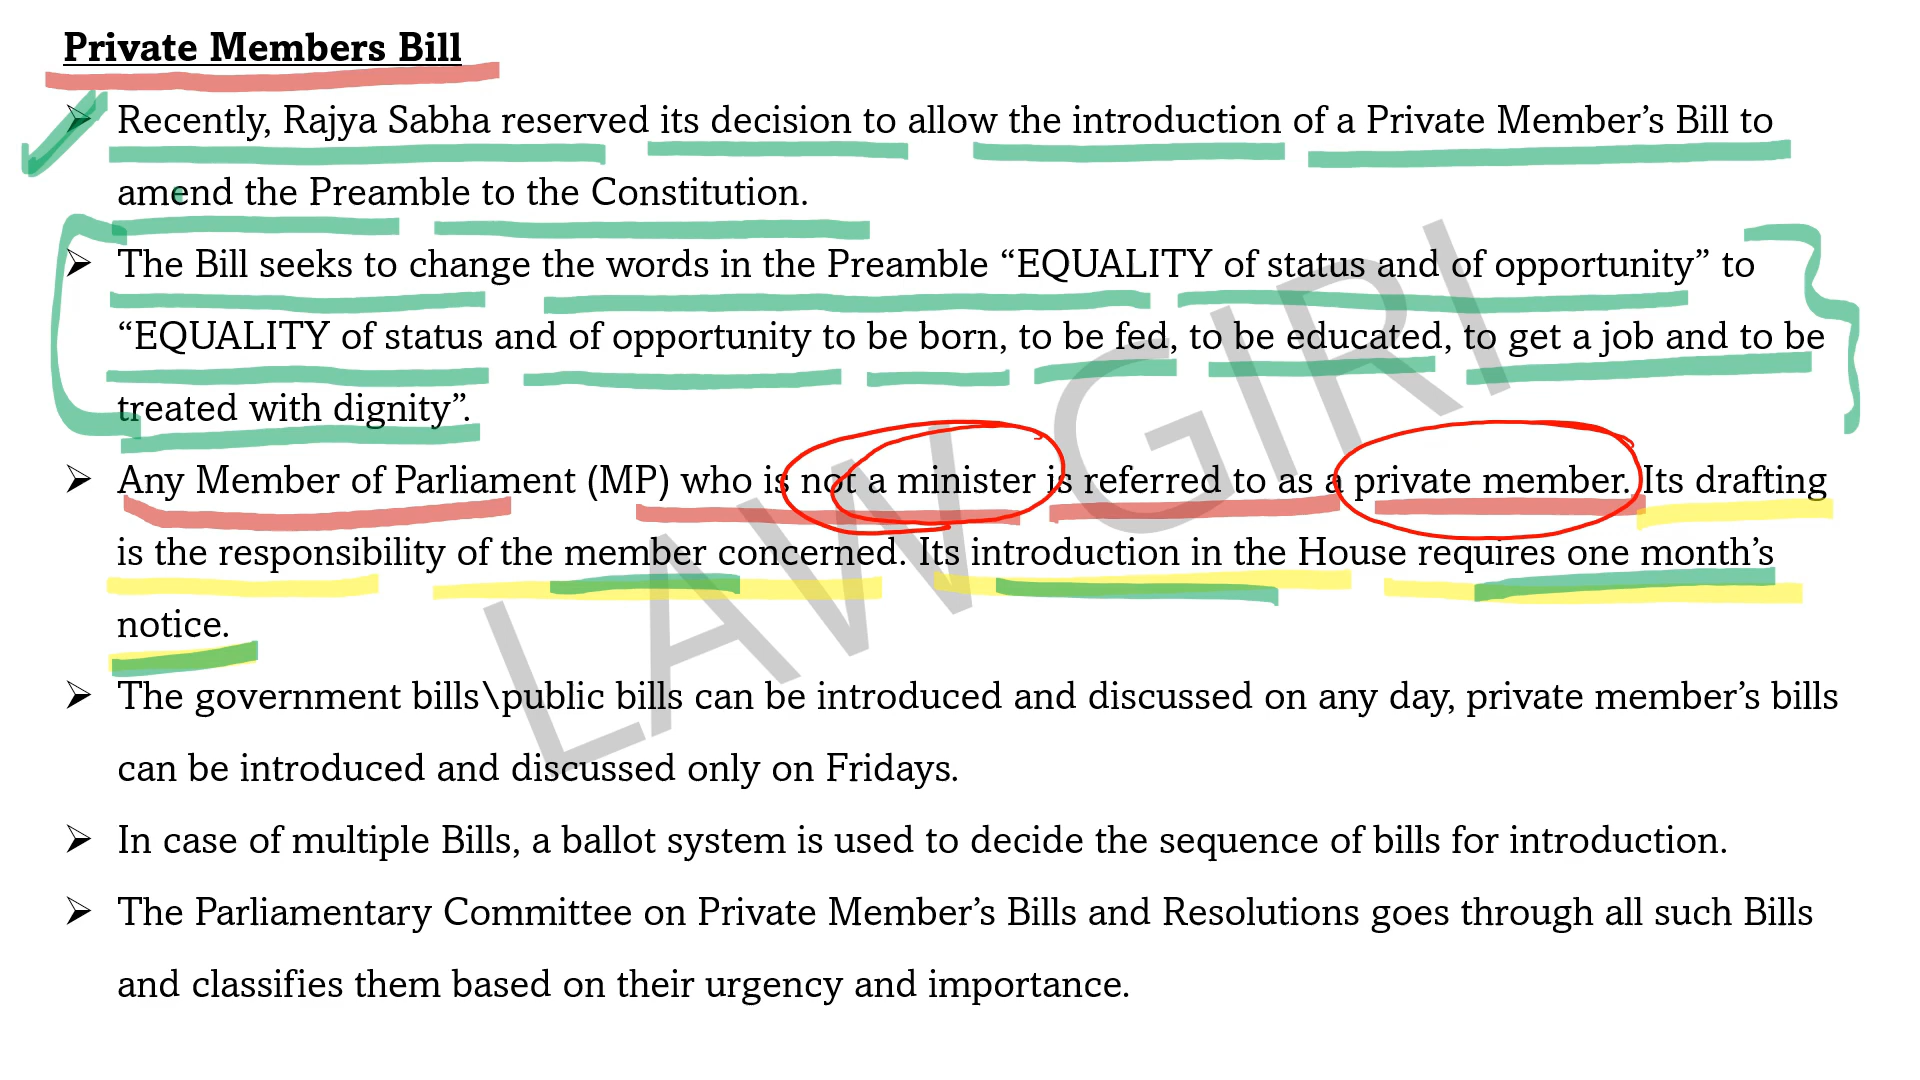 Private Members Bill
➢ Recently, Rajya Sabha reserved its decision to allow the introduction of a Private Member’s Bill to
amend the Preamble to the Constitution.
➢ The Bill seeks to change the words in the Preamble “EQUALITY of status and of opportunity” to
“EQUALITY of status and of opportunity to be born, to be fed, to be educated, to get a job and to be
treated with dignity”.
➢ Any Member of Parliament (MP) who is not a minister is referred to as a private member. Its drafting
is the responsibility of the member concerned. Its introduction in the House requires one month’s
notice.
➢ The government bills\public bills can be introduced and discussed on any day, private member’s bills
can be introduced and discussed only on Fridays.
➢ In case of multiple Bills, a ballot system is used to decide the sequence of bills for introduction.
➢ The Parliamentary Committee on Private Member’s Bills and Resolutions goes through all such Bills
and classifies them based on their urgency and importance.
LAW GIRI